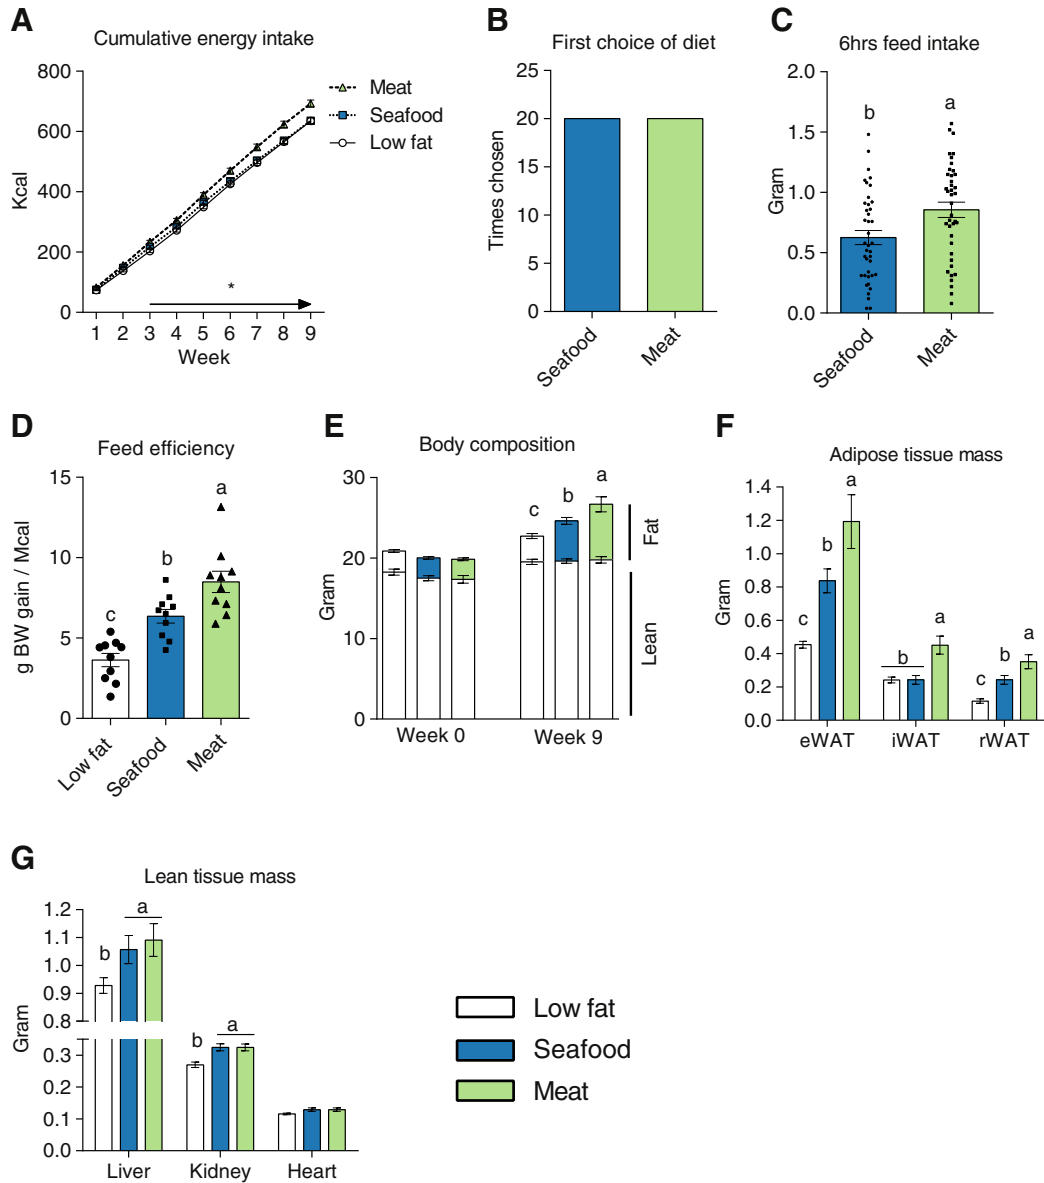 A
Cumulative energy intake
Kcal
800
600
400
200
0
*
1 2 3 4 5 6 7 8 9
Week
Meat
Seafood
Low fat
B
First choice of diet
Times chosen
25
20
15
10
5
0
Seafood
Meat
C
6hrs feed intake
Gram
2.0
1.5
1.0
0.5
0.0
b
a
Seafood
Meat
D
Feed efficiency
g BW gain / Mcal
15
10
5
0
c
b
a
Low fat
Seafood
Meat
E
Body composition
Gram
30
20
10
0
c
b
a
Fat
Lean
Week 0
Week 9
F
Adipose tissue mass
Gram
1.4
1.2
1.0
0.8
0.6
0.4
0.2
0.0
c
b
a
b
a
c
b
a
eWAT
iWAT
rWAT
G
Lean tissue mass
Gram
1.2
1.1
1.0
0.9
0.8
0.3
0.2
0.1
0.0
b
a
b
a
Liver
Kidney
Heart
Low fat
Seafood
Meat